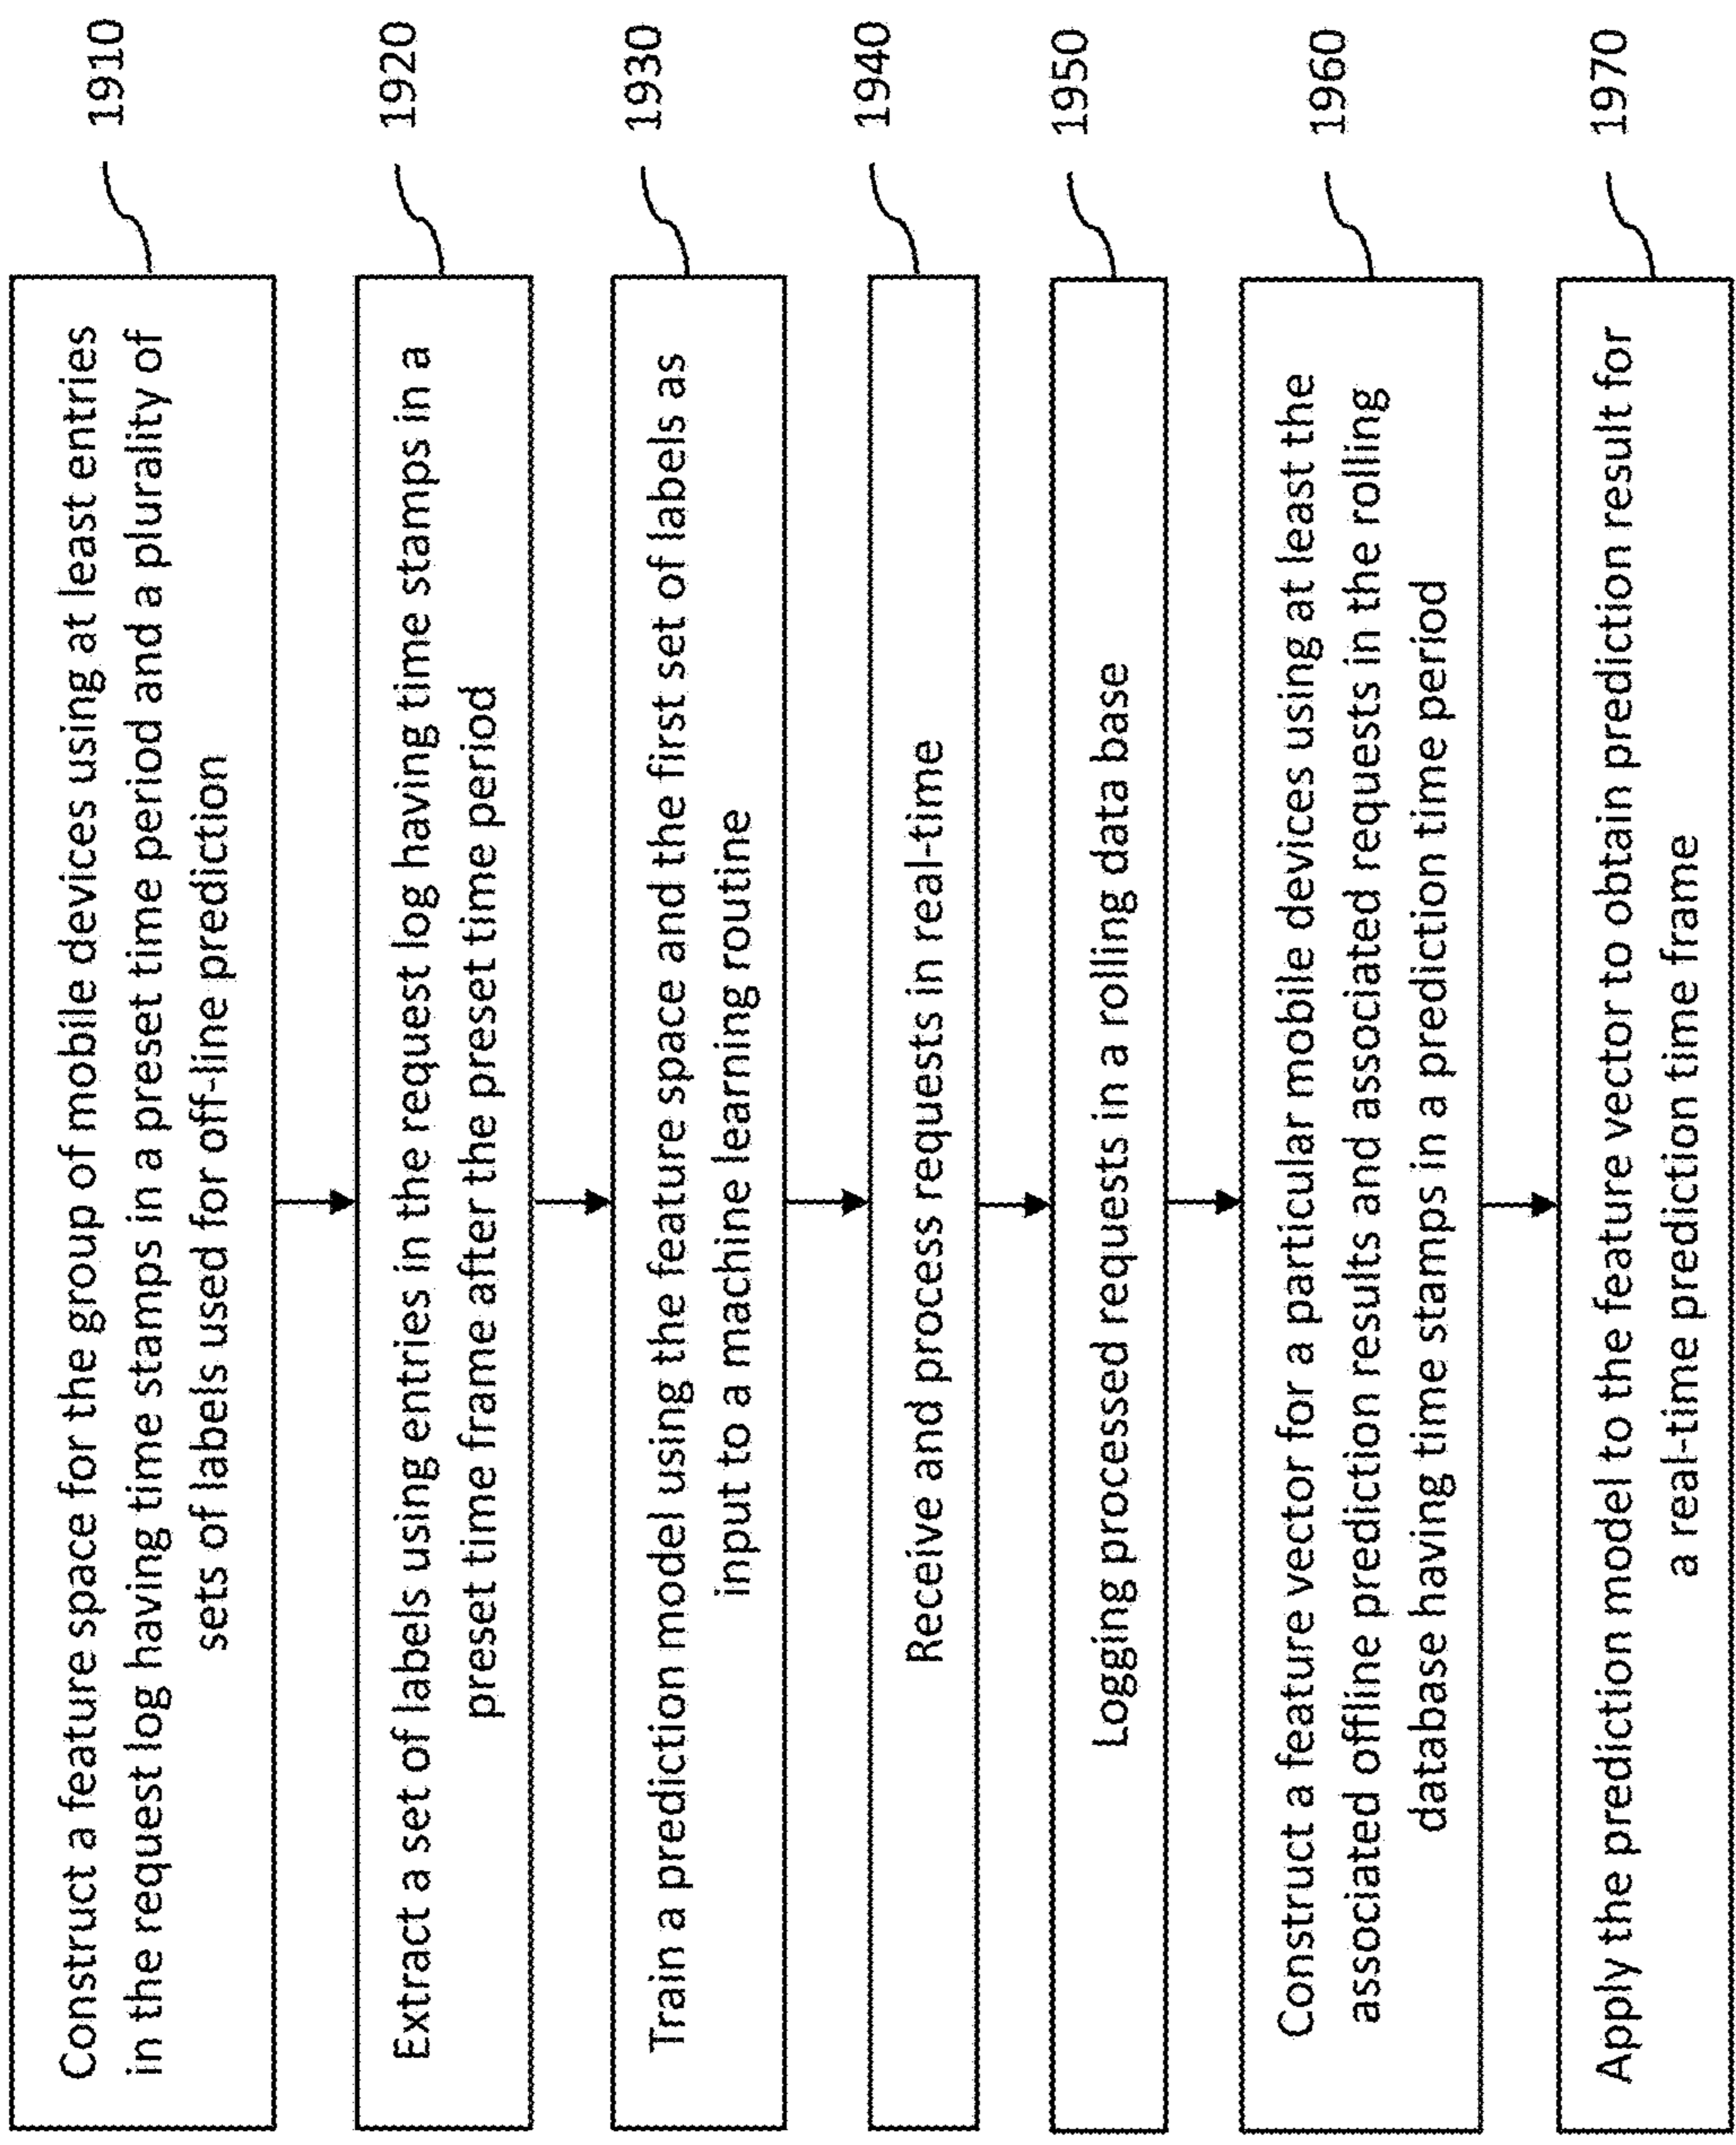 Construct a feature space for the group of mobile devices using at least entries
in the request log having time stamps in a preset time period and a plurality of
sets of labels used for off-line prediction
1910
Extract a set of labels using entries in the request log having time stamps in a
preset time frame after the preset time period
1920
Train a prediction model using the feature space and the first set of labels as
input to a machine learning routine
1930
Receive and process requests in real-time
1940
Logging processed requests in a rolling data base
1950
Construct a feature vector for a particular mobile devices using at least the
associated offline prediction results and associated requests in the rolling
database having time stamps in a prediction time period
1960
Apply the prediction model to the feature vector to obtain prediction result for
a real-time prediction time frame
1970